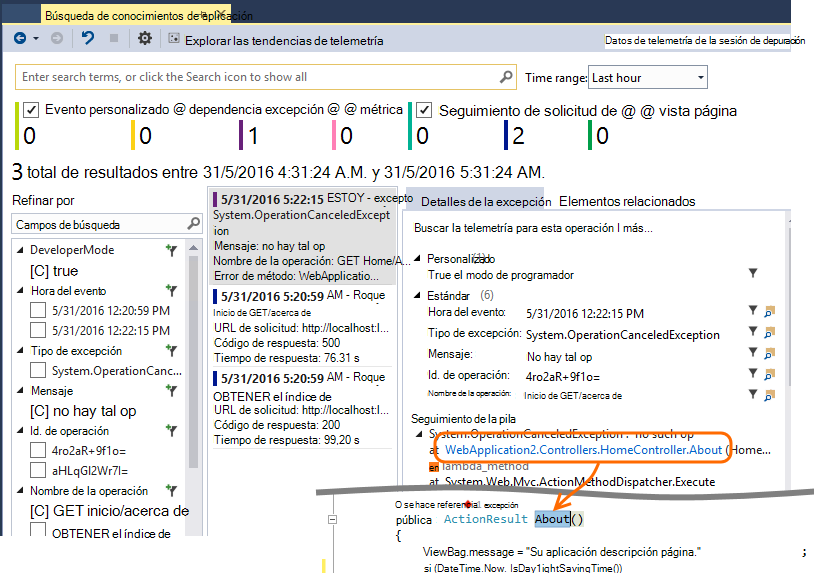 Búsqueda de conocimientos de aplicación
Explorar las tendencias de telemetría
Datos de telemetría de la sesión de depuración
Enter search terms, or click the Search icon to show all
Time range: Last hour
Evento personalizado @ dependencia excepción @ @ métrica
Seguimiento de solicitud de @ @ vista página
0 0 1 0 0 2 0
3 total de resultados entre 31/5/2016 4:31:24 A.M. y 31/5/2016 5:31:24 AM.
Refinar por
Campos de búsqueda
DeveloperMode
[C] true
Hora del evento
5/31/2016 12:20:59 PM
5/31/2016 12:22:15 PM
Tipo de excepción
System.OperationCanc...
Mensaje
[C] no hay tal op
Id. de operación
4ro2aR+9f1o=
aHLqGl2Wr7I=
Nombre de la operación
[C] GET inicio/acerca de
OBTENER el índice de
5/31/2016 5:22:15 ESTOY - excepto
System.OperationCanceledExcept
ion
Mensaje: no hay tal op
Nombre de la operación: GET Home/A...
Error de método: WebApplicatio...
5/31/2016 5:20:59 AM - Roque
Inicio de GET/acerca de
URL de solicitud: http://localhost:l...
Código de respuesta: 500
Tiempo de respuesta: 76.31 s
5/31/2016 5:20:59 AM - Roque
OBTENER el índice de
URL de solicitud: http://localhost:l...
Código de respuesta: 200
Tiempo de respuesta: 99,20 s
Detalles de la excepción
Elementos relacionados
Buscar la telemetría para esta operación I más...
Personalizado
True el modo de programador
Estándar (6)
Hora del evento: 5/31/2016 12:22:15 PM
Tipo de excepción: System.OperationCanceledException
Mensaje: No hay tal op
Id. de operación: 4ro2aR+9f1o=
Nombre de la operación: Inicio de GET/acerca de
Seguimiento de la pila
System.OperationCanceledException : no such op
at WebApplication2.Controllers.HomeController.About (Home...
en lambda_method
at System.Web.Mvc.ActionMethodDispatcher.Execute
O se hace referencia excepción
pública ActionResult About()
{
ViewBag.message = "Su aplicación descripción página." ;
si (DateTime.Now. IsDay1ightSavingTime())